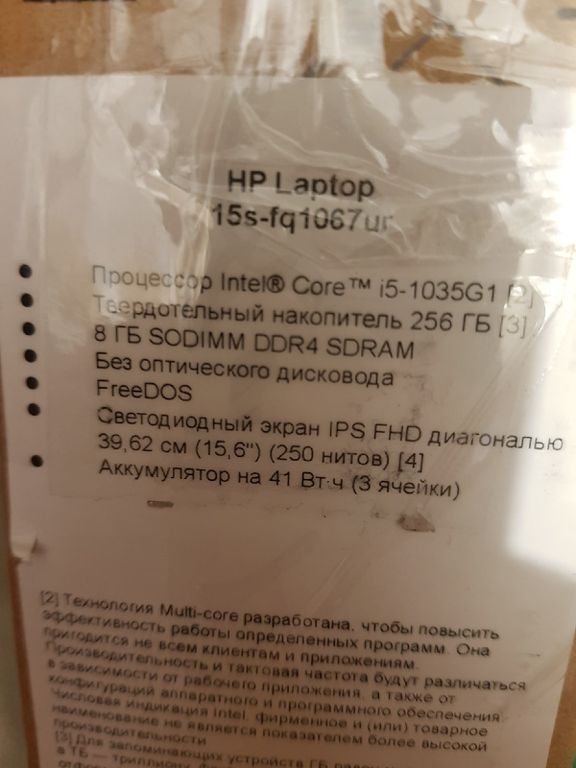 HP Laptop
15s-fq1067ur
Процессор Intel® Core™ i5-1035G1 [2]
Твердотельный накопитель 256 ГБ [3]
8 ГБ SODIMM DDR4 SDRAM
Без оптического дисковода
FreeDOS
Светодиодный экран IPS FHD диагональю
39,62 см (15,6") (250 нитов) [4]
Аккумулятор на 41 Вт·ч (3 ячейки)
[2] Технология Multi-core разработана, чтобы повысить
эффективность работы определенных программ. Она
пригодится не всем клиентам и приложениям.
Производительность и тактовая частота будут различаться
в зависимости от рабочего приложения, а также от
конфигураций аппаратного и программного обеспечения.
Числовая индикация Intel, фирменное и (или) товарное
наименование не является показателем более высокой
производительности
[3] Для запоминающих устройств ГБ
в ТБ — триллиону